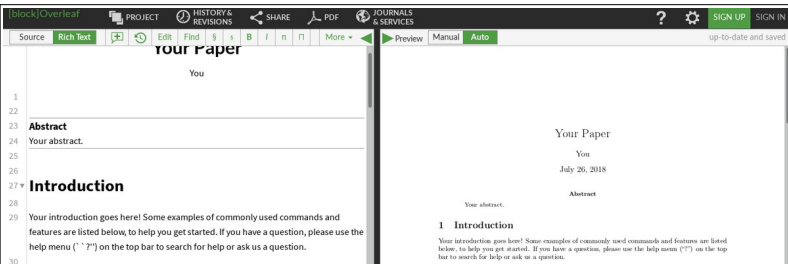 [block]Overleaf PROJECT HISTORY & REVISIONS SHARE PDF JOURNALS & SERVICES ? SIGN UP SIGN IN
Source Rich Text Edit Find § s B I π Π More Preview Manual Auto up-to-date and saved
Your Paper
You
1
22
23 Abstract
24 Your abstract.
25
26
27 Introduction
28
29 Your introduction goes here! Some examples of commonly used commands and
features are listed below, to help you get started. If you have a question, please use the
help menu (``?'') on the top bar to search for help or ask us a question.
30
Your Paper
You
July 26, 2018
Abstract
Your abstract.
1 Introduction
Your introduction goes here! Some examples of commonly used commands and features are listed
below, to help you get started. If you have a question, please use the help menu (“?”) on the top
bar to search for help or ask us a question.